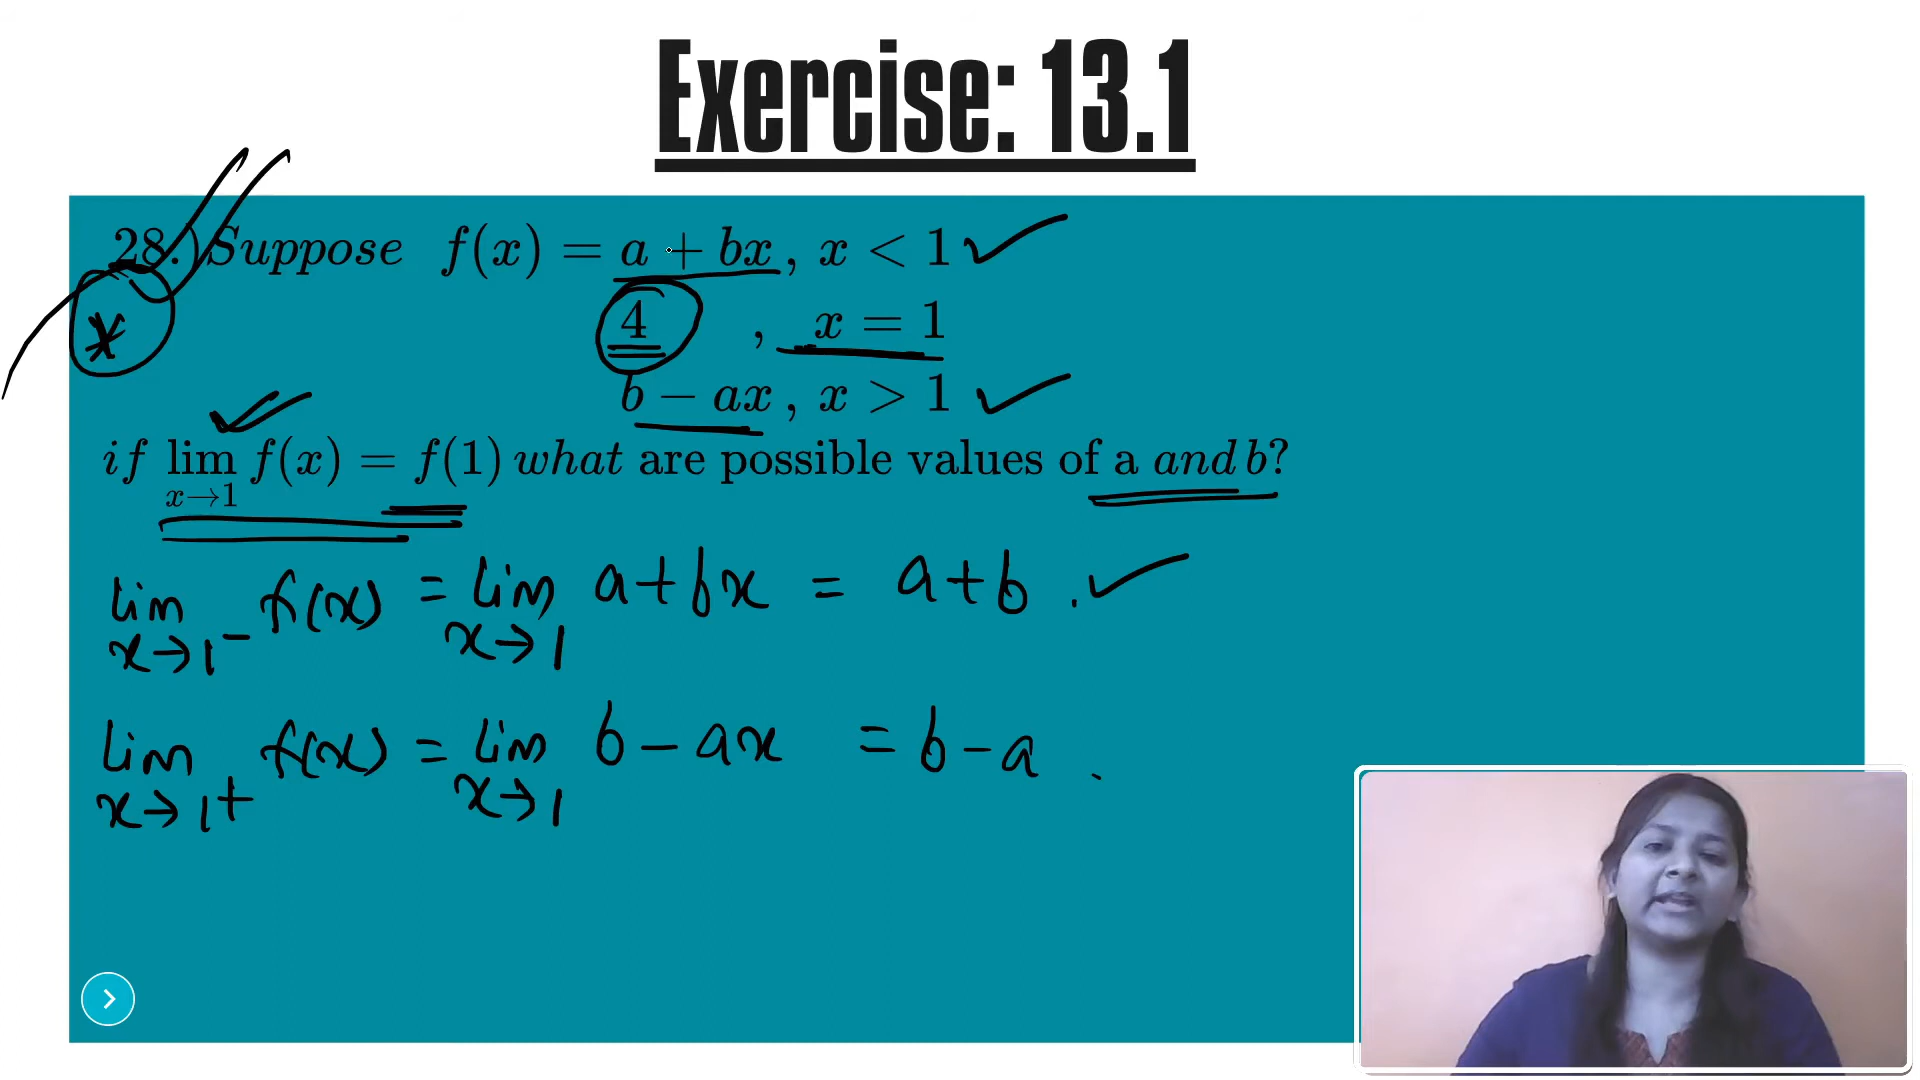 Exercise: 13.1
28.) Suppose f(x) = a + bx, x < 1
4 , x = 1
b − ax, x > 1
if lim f(x) = f(1) what are possible values of a and b?
x→1
lim f(x) = lim a+bx = a+b .
x→1⁻ x→1
lim f(x) = lim b-ax = b-a .
x→1+ x→1